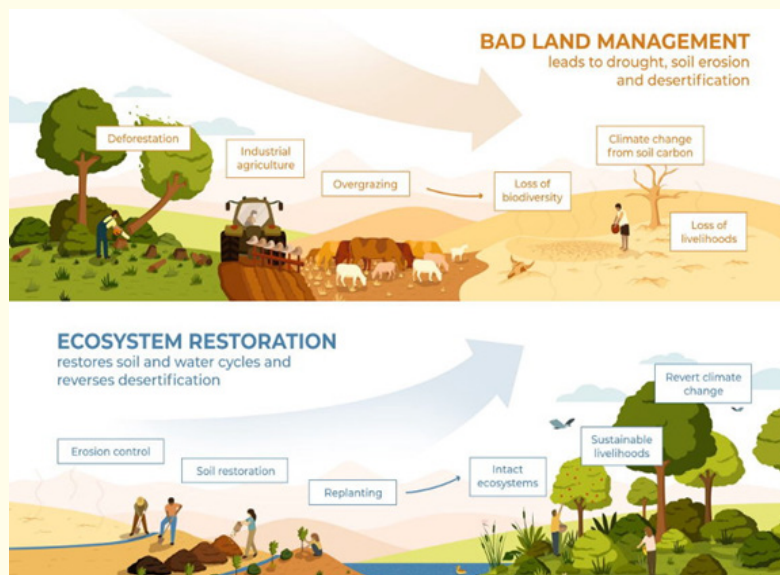 BAD LAND MANAGEMENT
leads to drought, soil erosion
and desertification
Deforestation
Industrial
agriculture
Overgrazing
Loss of
biodiversity
Climate change
from soil carbon
Loss of
livelihoods
ECOSYSTEM RESTORATION
restores soil and water cycles and
reverses desertification
Erosion control
Soil restoration
Replanting
Intact
ecosystems
Sustainable
livelihoods
Revert climate
change